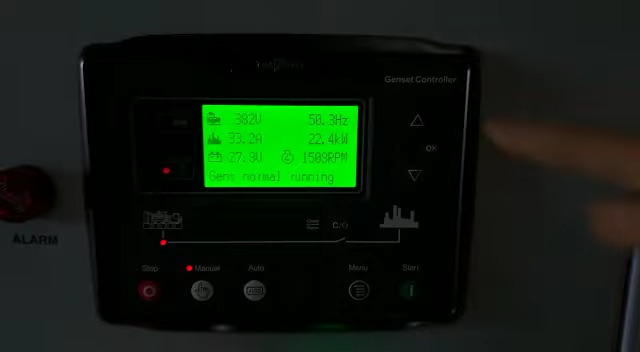 Genset Controller
382V 50.3Hz
33.2A 22.4kW
27.9V 1509RPM
Gens normal running
OK
C/O
ALARM
Stop Manual Auto Menu Start